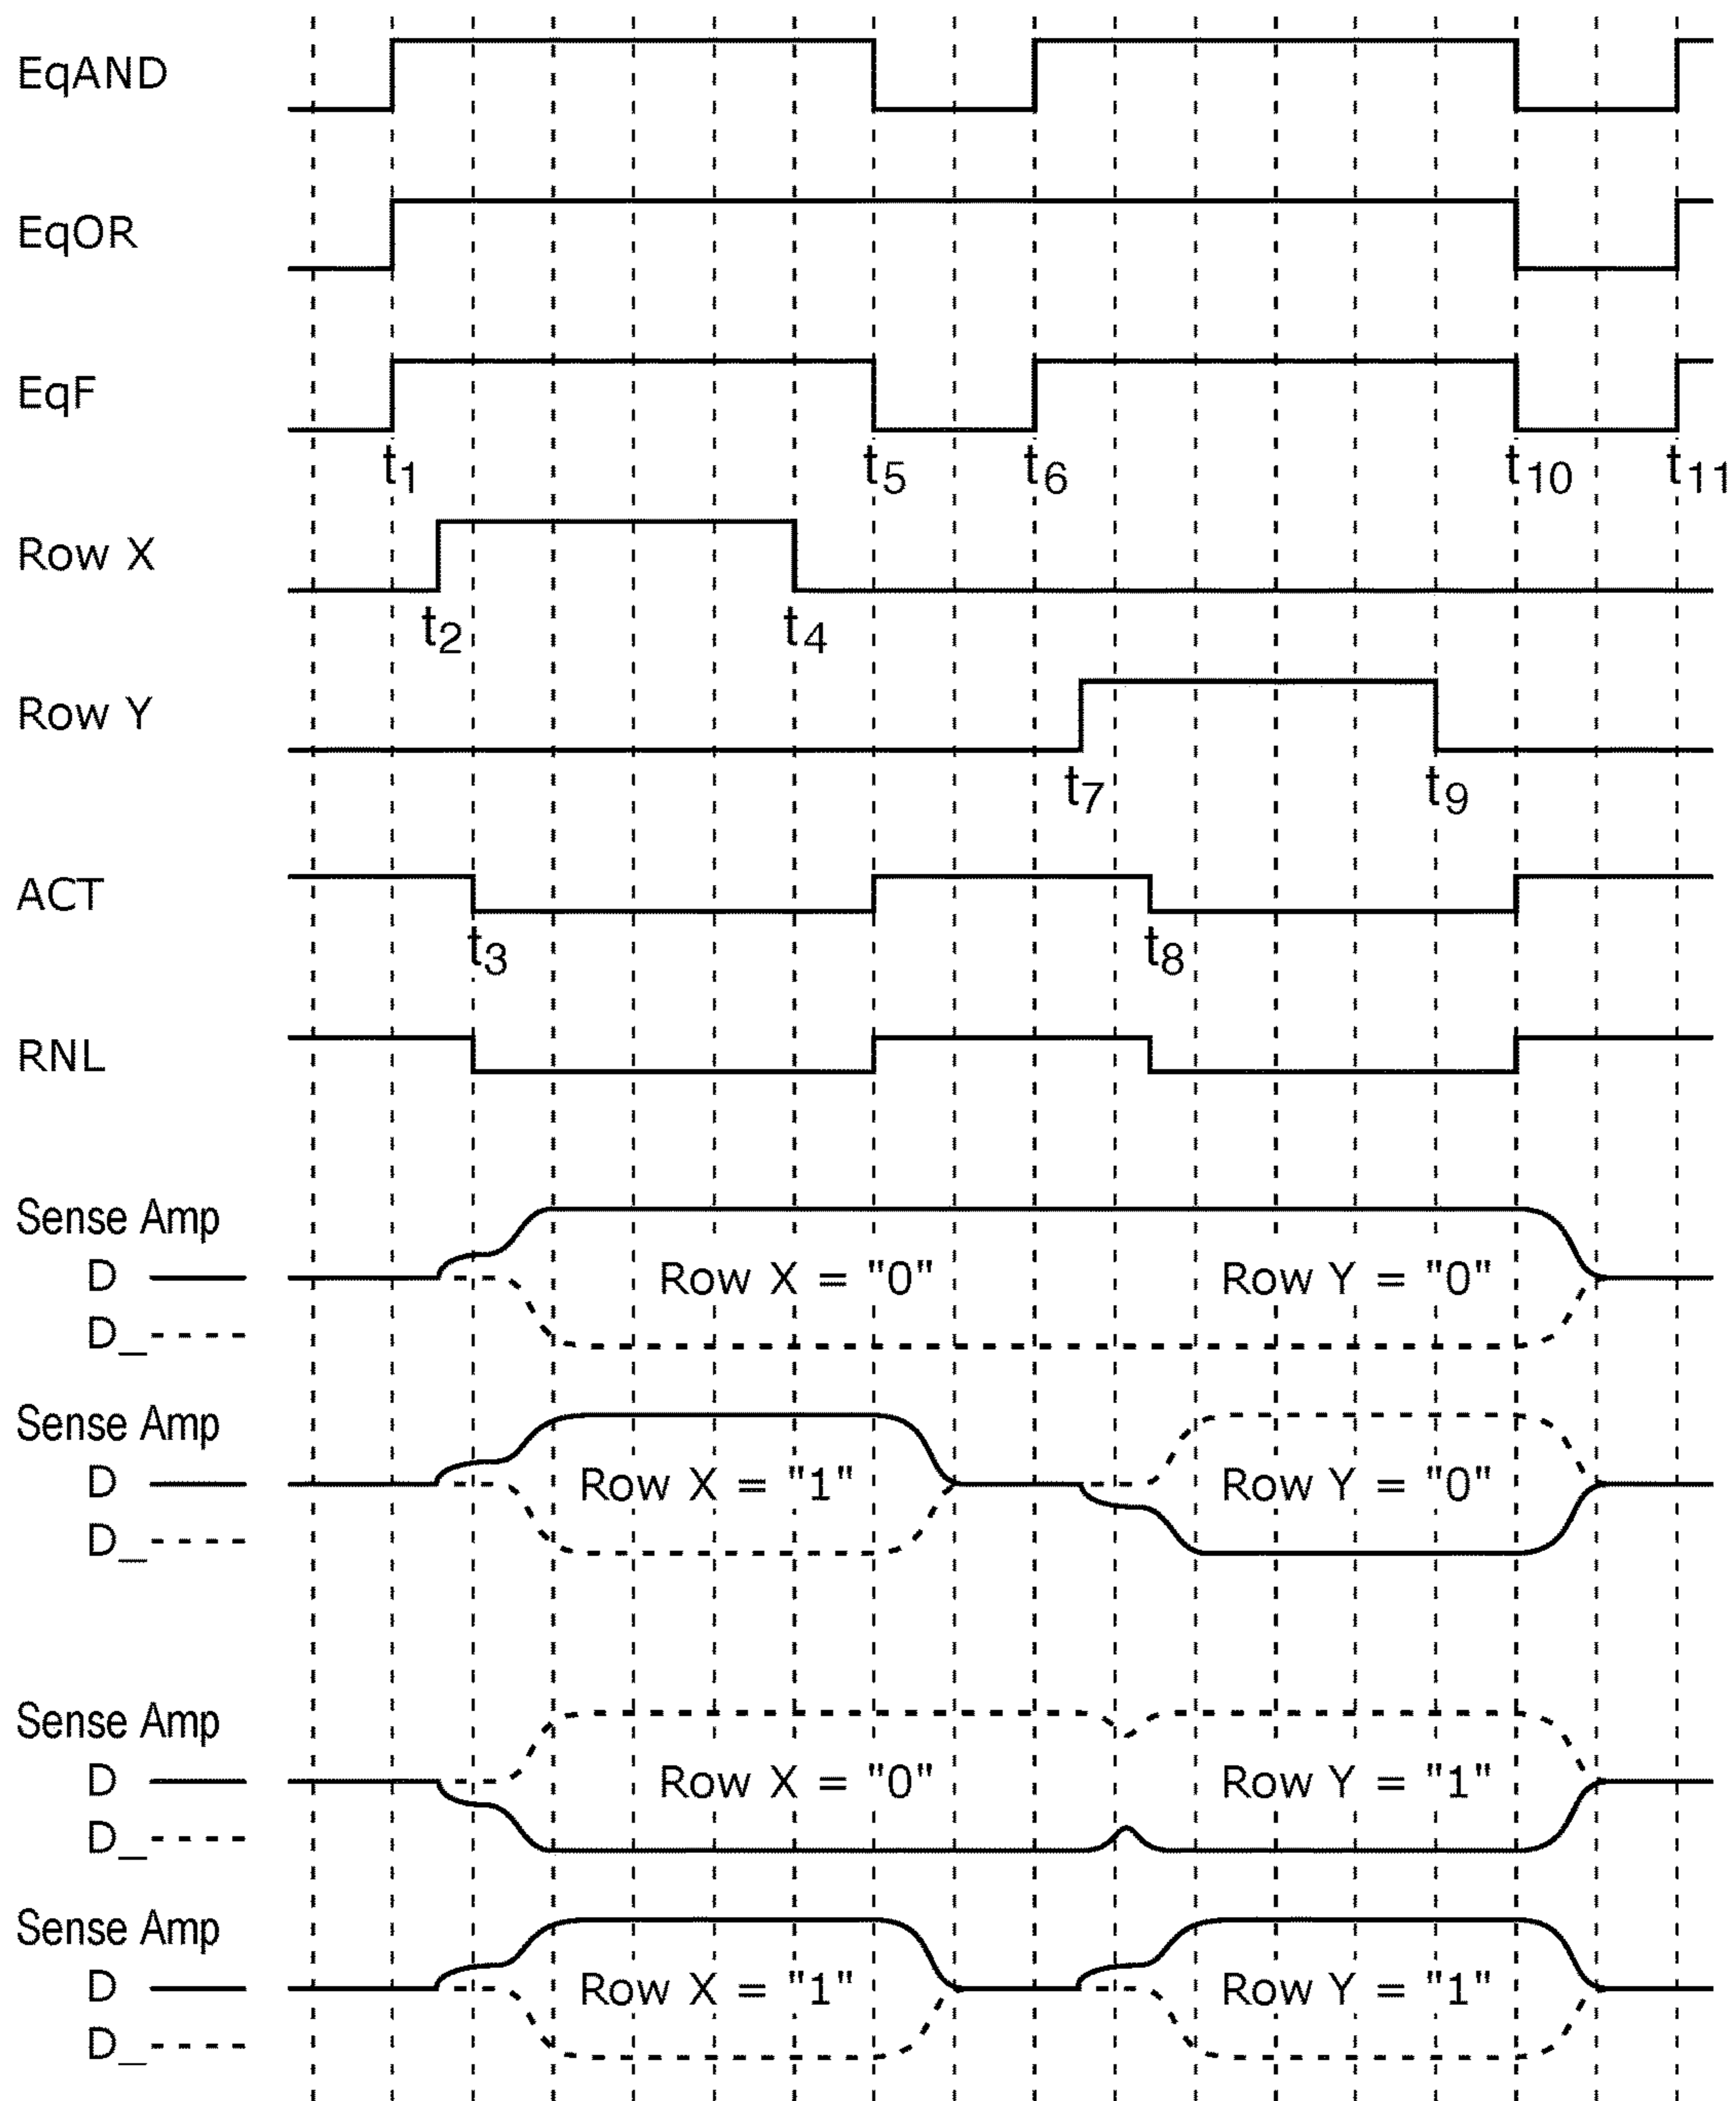 EqAND
EqOR
EqF
t1 t5 t6 t10 t11
Row X
t2 t4
Row Y
t7 t9
ACT
t3 t8
RNL
Sense Amp
D Row X = "0" Row Y = "0"
D_
Sense Amp
D Row X = "1" Row Y = "0"
D_
Sense Amp
D Row X = "0" Row Y = "1"
D_
Sense Amp
D Row X = "1" Row Y = "1"
D_